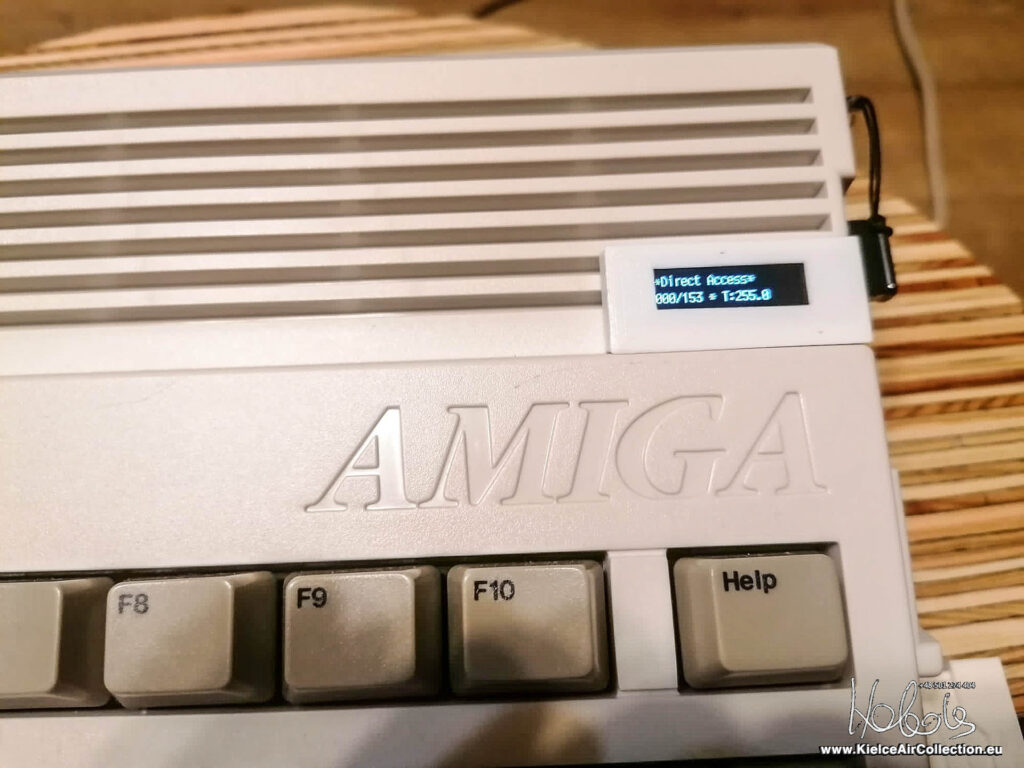 *Direct Access*
000/153 * T:255.0
AMIGA
F8
F9
F10
Help
www.KielceAirCollection.eu